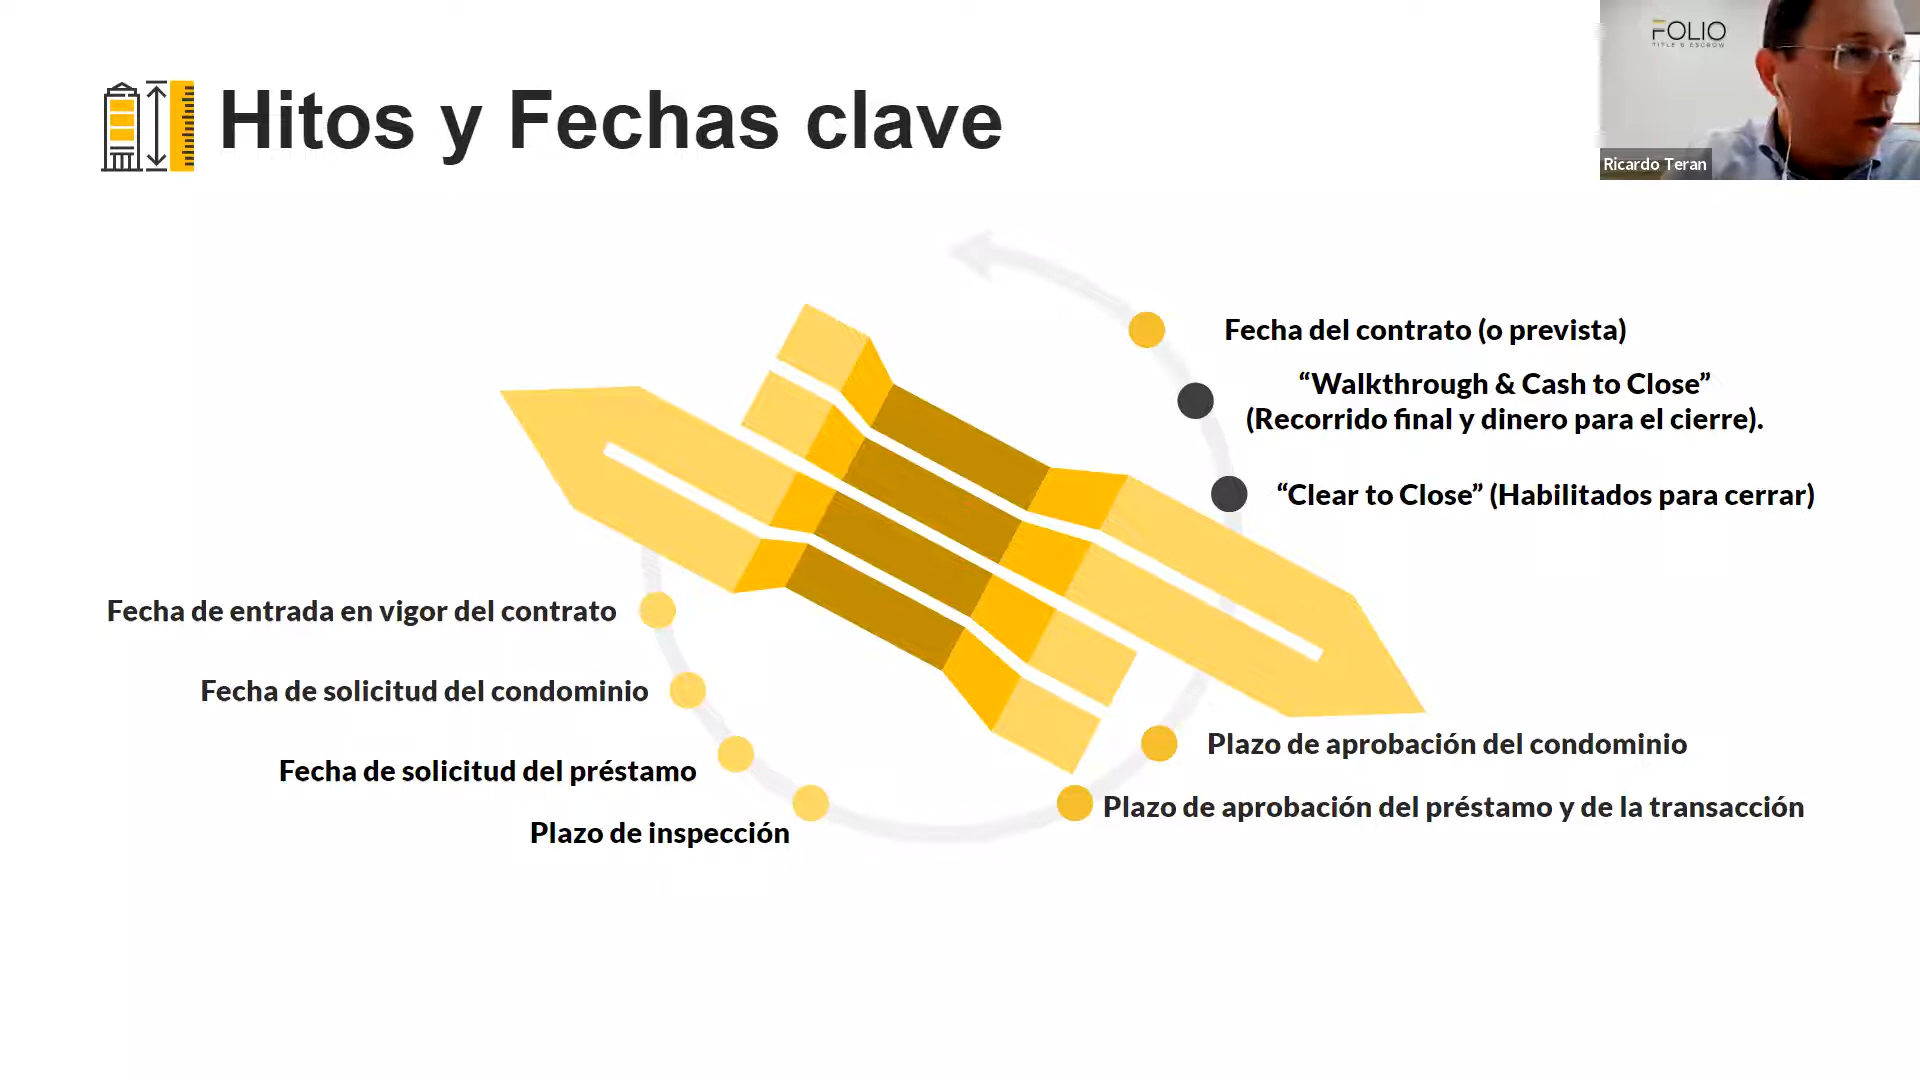 Hitos y Fechas clave
FOLIO
TITLE & ESCROW
Ricardo Teran
Fecha del contrato (o prevista)
“Walkthrough & Cash to Close”
(Recorrido final y dinero para el cierre).
“Clear to Close” (Habilitados para cerrar)
Fecha de entrada en vigor del contrato
Fecha de solicitud del condominio
Fecha de solicitud del préstamo
Plazo de inspección
Plazo de aprobación del condominio
Plazo de aprobación del préstamo y de la transacción